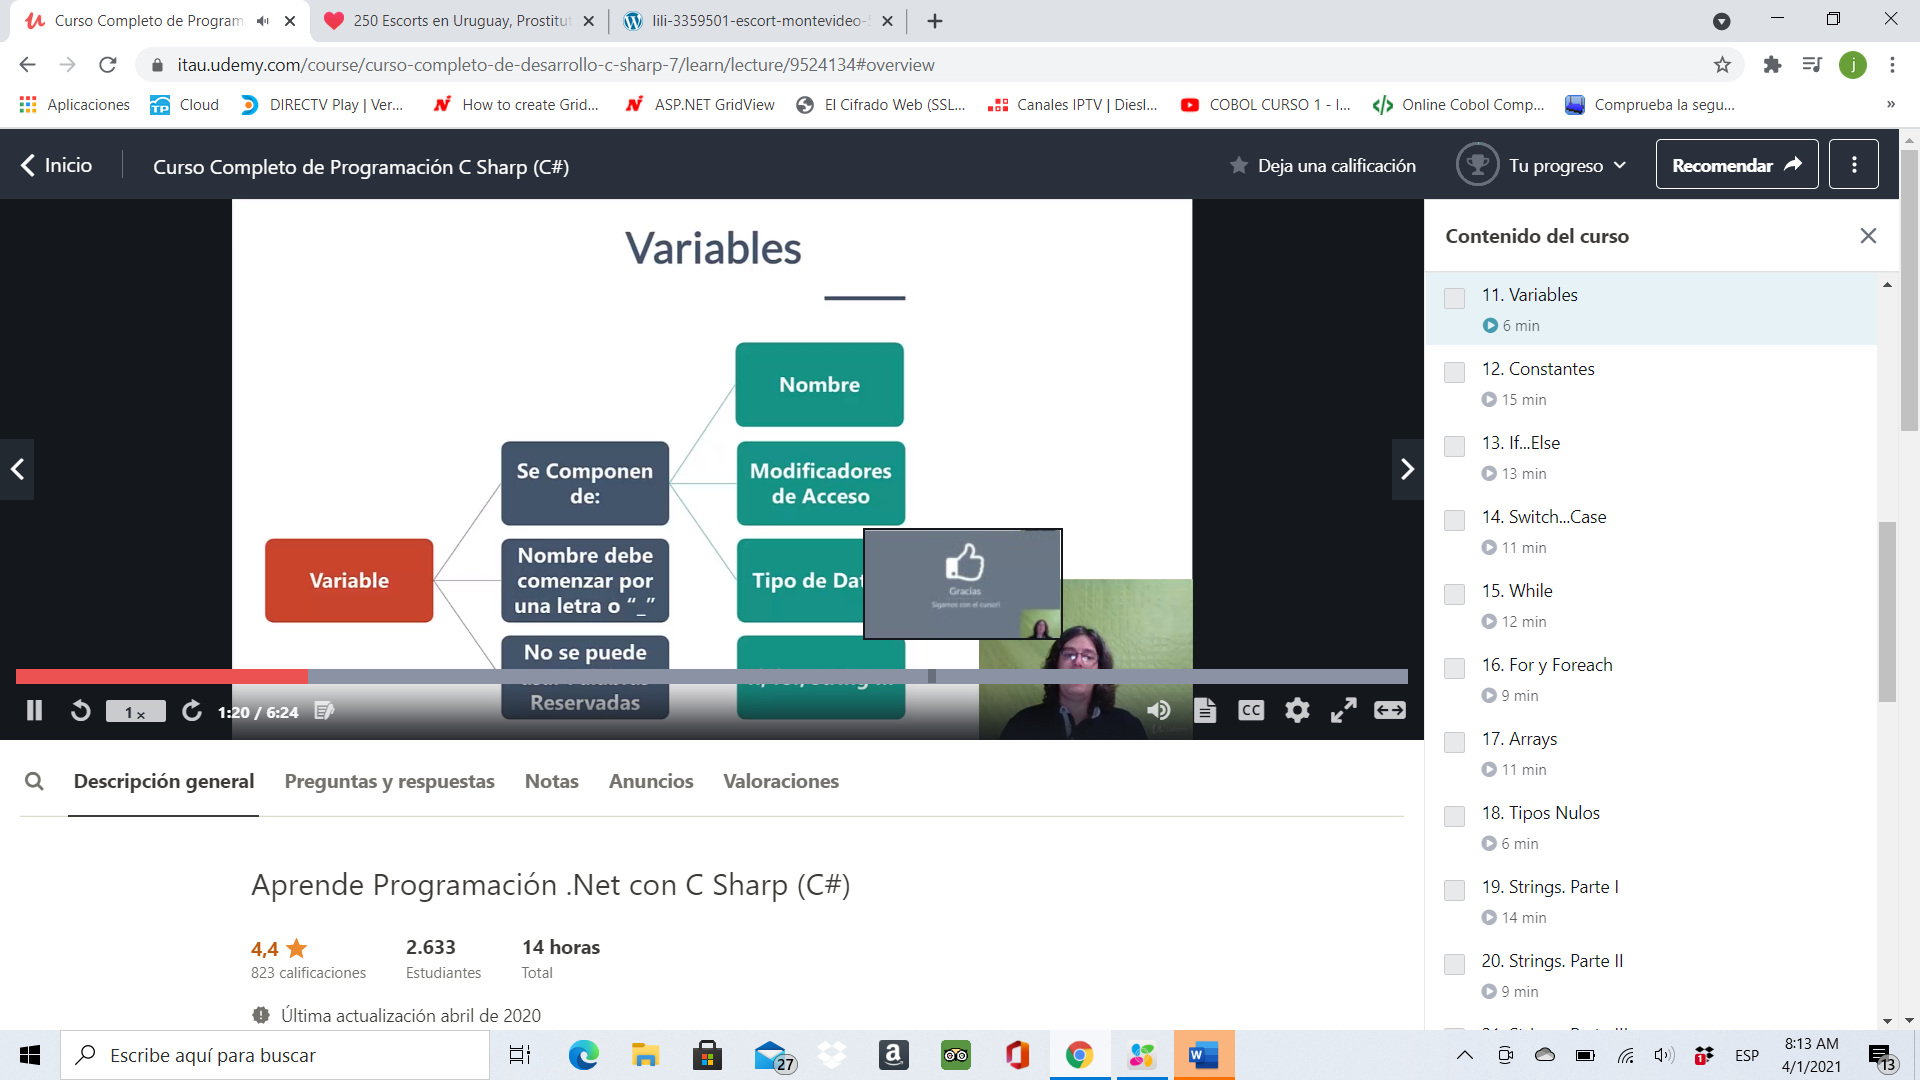 Curso Completo de Program
250 Escorts en Uruguay, Prostitut
lili-3359501-escort-montevideo-
itau.udemy.com/course/curso-completo-de-desarrollo-c-sharp-7/learn/lecture/9524134#overview
j
Aplicaciones
Cloud
DIRECTV Play | Ver...
How to create Grid...
ASP.NET GridView
El Cifrado Web (SSL...
Canales IPTV | Diesl...
COBOL CURSO 1 - I...
Online Cobol Comp...
Comprueba la segu...
»
Inicio
Curso Completo de Programación C Sharp (C#)
Deja una calificación
Tu progreso
Recomendar
Variables
Nombre
Se Componen
de:
Modificadores
de Acceso
Variable
Nombre debe
comenzar por
una letra o “_”
Tipo de Dat
Gracias
Sigamos con el curso!
No se puede
Reservadas
1 x
1:20 / 6:24
CC
Contenido del curso
11. Variables
6 min
12. Constantes
15 min
13. If...Else
13 min
14. Switch...Case
11 min
15. While
12 min
16. For y Foreach
9 min
17. Arrays
11 min
18. Tipos Nulos
6 min
19. Strings. Parte I
14 min
20. Strings. Parte II
9 min
Descripción general
Preguntas y respuestas
Notas
Anuncios
Valoraciones
Aprende Programación .Net con C Sharp (C#)
4,4
2.633
14 horas
823 calificaciones
Estudiantes
Total
Última actualización abril de 2020
Escribe aquí para buscar
27
a
W
1
ESP
8:13 AM
4/1/2021
13